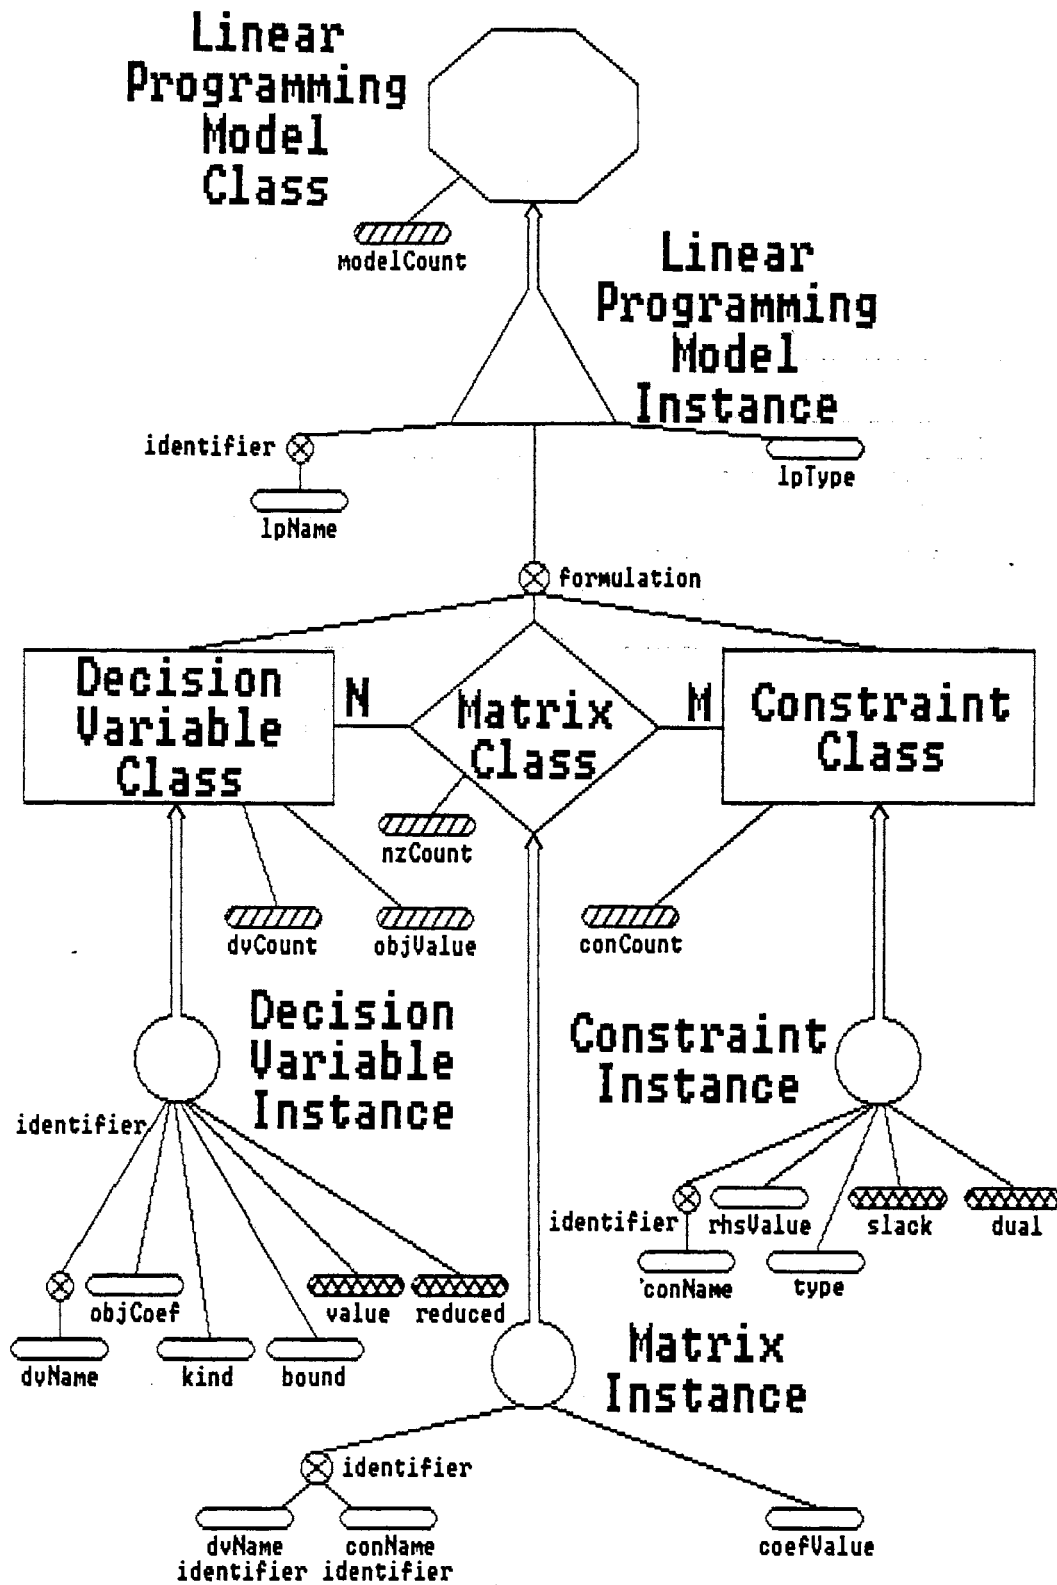 Linear
Programming
Model
Class
modelCount
Linear
Programming
Model
Instance
identifier
lpType
lpName
formulation
Decision
Variable
Class
N
Matrix
Class
M
Constraint
Class
nzCount
dvCount
objValue
conCount
Decision
Variable
Instance
Constraint
Instance
identifier
identifier
rhsValue
slack
dual
conName
type
objCoef
value
reduced
dvName
kind
bound
Matrix
Instance
identifier
dvName
identifier
conName
identifier
coefValue